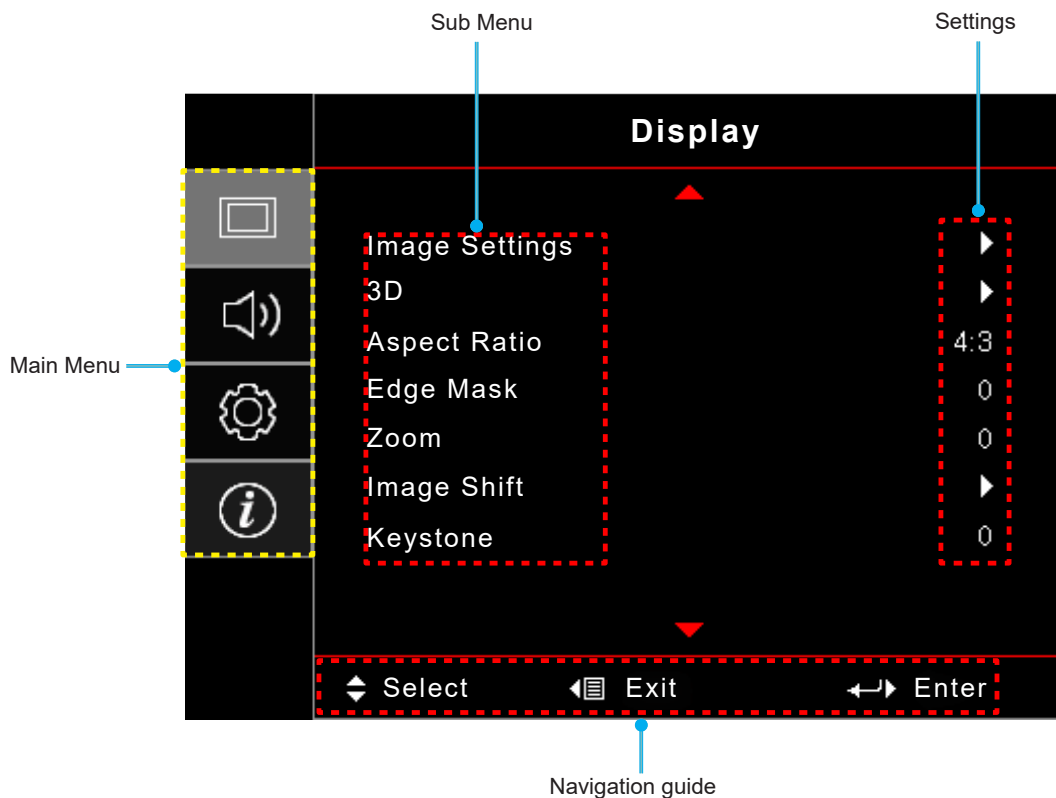 Sub Menu
Settings
Display
Image Settings
3D
Aspect Ratio 4:3
Edge Mask 0
Zoom 0
Image Shift
Keystone 0
Main Menu
Select Exit Enter
Navigation guide